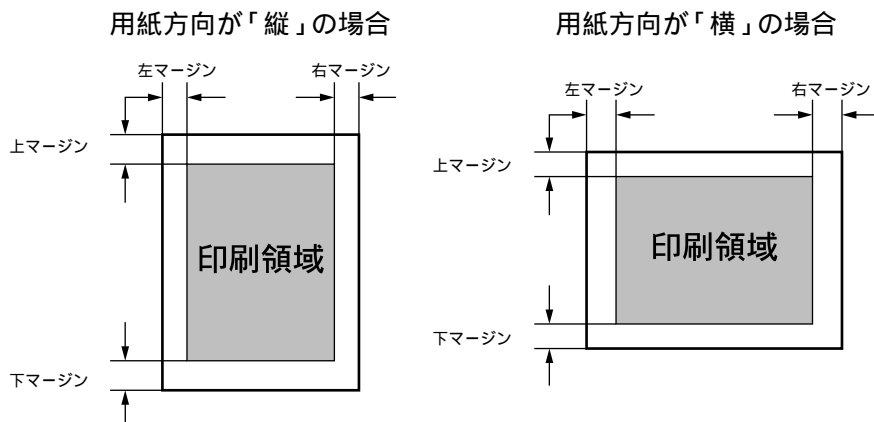 用紙方向が「縦」の場合
左マージン
右マージン
上マージン
印刷領域
下マージン
用紙方向が「横」の場合
左マージン
右マージン
上マージン
印刷領域
下マージン